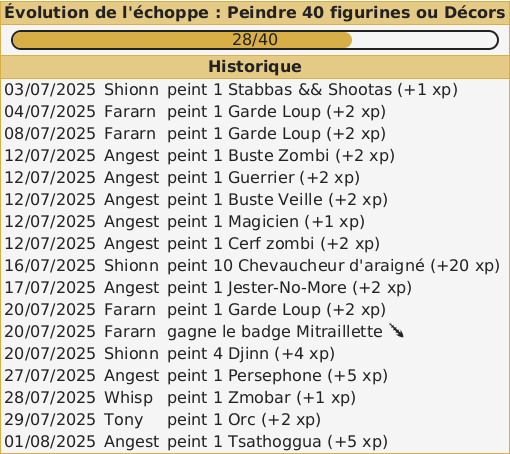 Évolution de l'échoppe : Peindre 40 figurines ou Décors
28/40
Historique
03/07/2025 Shionn peint 1 Stabbas && Shootas (+1 xp)
04/07/2025 Fararn peint 1 Garde Loup (+2 xp)
08/07/2025 Fararn peint 1 Garde Loup (+2 xp)
12/07/2025 Angest peint 1 Buste Zombi (+2 xp)
12/07/2025 Angest peint 1 Guerrier (+2 xp)
12/07/2025 Angest peint 1 Buste Veille (+2 xp)
12/07/2025 Angest peint 1 Magicien (+1 xp)
12/07/2025 Angest peint 1 Cerf zombi (+2 xp)
16/07/2025 Shionn peint 10 Chevaucheur d'araigné (+20 xp)
17/07/2025 Angest peint 1 Jester-No-More (+2 xp)
20/07/2025 Fararn peint 1 Garde Loup (+2 xp)
20/07/2025 Fararn gagne le badge Mitraillette
20/07/2025 Shionn peint 4 Djinn (+4 xp)
27/07/2025 Angest peint 1 Persephone (+5 xp)
28/07/2025 Whisp peint 1 Zmobar (+1 xp)
29/07/2025 Tony peint 1 Orc (+2 xp)
01/08/2025 Angest peint 1 Tsathoggua (+5 xp)